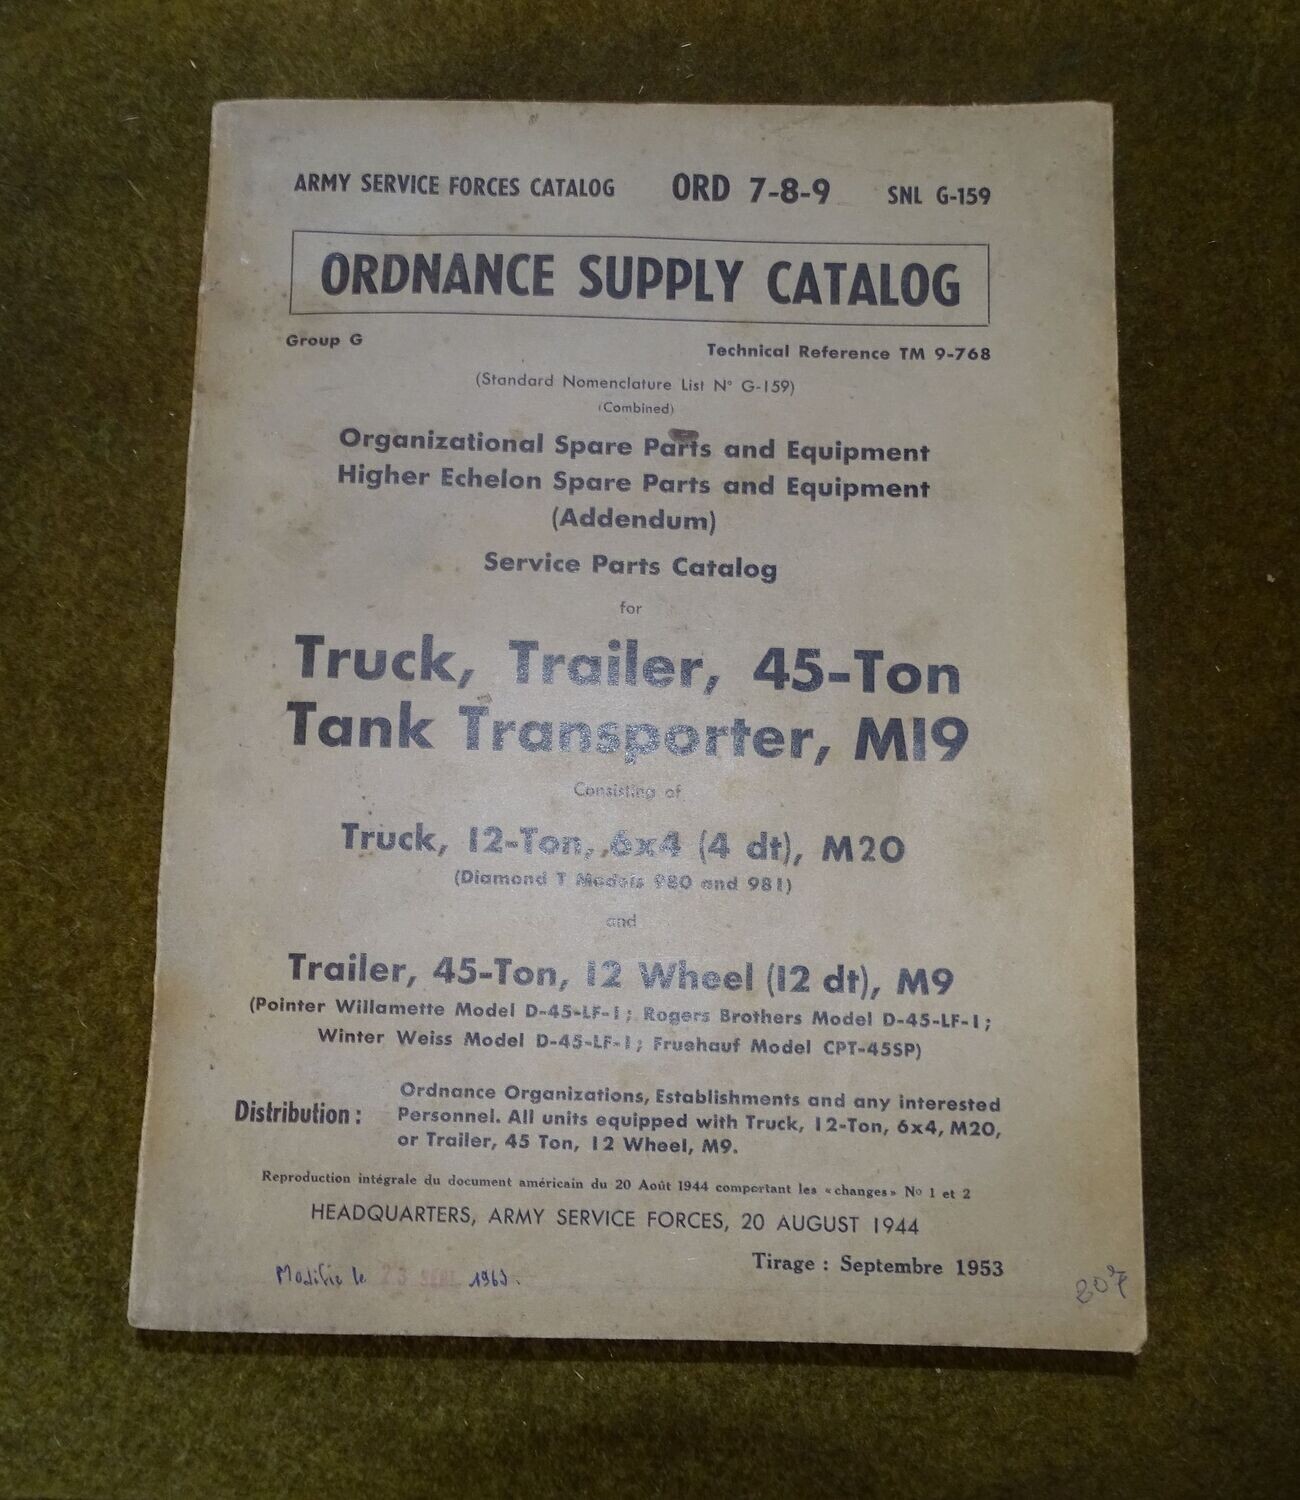 ARMY SERVICE FORCES CATALOG ORD 7-8-9 SNL G-159
ORDNANCE SUPPLY CATALOG
Group G Technical Reference TM 9-768
(Standard Nomenclature List N° G-159)
(Combined)
Organizational Spare Parts and Equipment
Higher Echelon Spare Parts and Equipment
(Addendum)
Service Parts Catalog
for
Truck, Trailer, 45-Ton
Tank Transporter, M19
Consisting of
Truck, 12-Ton, 6x4 (4 dt), M20
(Diamond T Models 980 and 981)
and
Trailer, 45-Ton, 12 Wheel (12 dt), M9
(Pointer Willamette Model D-45-LF-1; Rogers Brothers Model D-45-LF-1;
Winter Weiss Model D-45-LF-1; Fruehauf Model CPT-45SP)
Distribution: Ordnance Organizations, Establishments and any interested
Personnel. All units equipped with Truck, 12-Ton, 6x4, M20,
or Trailer, 45 Ton, 12 Wheel, M9.
Reproduction intégrale du document américain du 20 Août 1944 comportant les «changes» No 1 et 2
HEADQUARTERS, ARMY SERVICE FORCES, 20 AUGUST 1944
Tirage: Septembre 1953
Modifié le 23